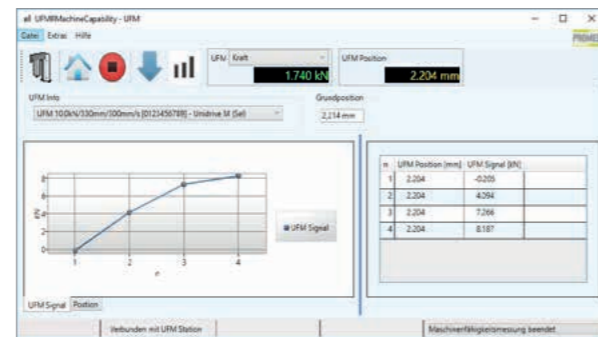 UFMRMachineCapability - UFM
Datei Extras Hilfe
PROMESS
UFM Kraft
1.740 kN
UFM Position
2.204 mm
UFM Info
UFM 100kN/330mm/300mm/s [0123456789] - Unidrive M (Sel)
Grundposition
2,214 mm
8
6
4
2
0
kN
1 2 3 4
n
UFM Signal
n UFM Position [mm] UFM Signal [kN]
1 2.204 -0.205
2 2.204 4.094
3 2.204 7.266
4 2.204 8.187
UFM Signal Position
Verbunden mit UFM Station
Maschinenfähigkeitsmessung beendet